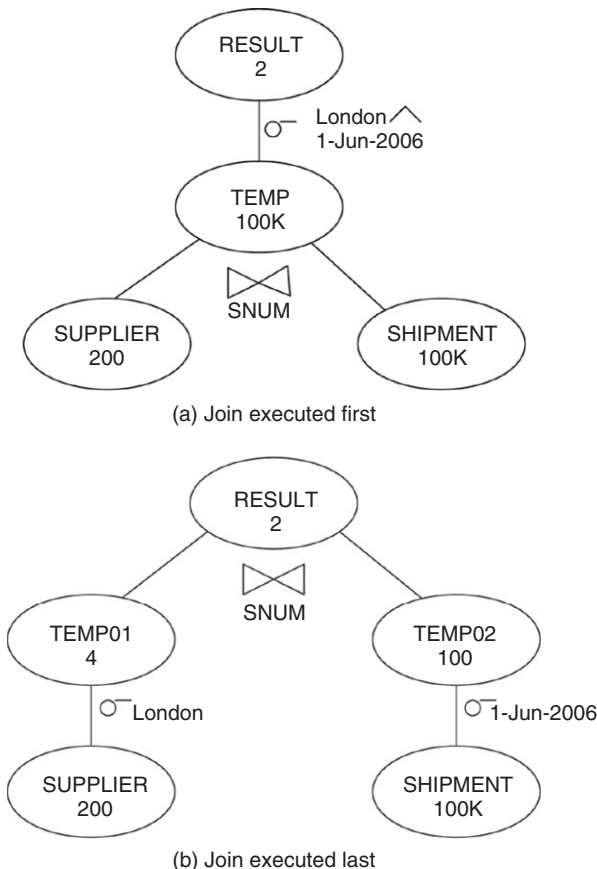 RESULT
2
London ∧
1-Jun-2006
TEMP
100K
SNUM
SUPPLIER
200
SHIPMENT
100K
(a) Join executed first
RESULT
2
SNUM
TEMP01
4
TEMP02
100
σ London
σ 1-Jun-2006
SUPPLIER
200
SHIPMENT
100K
(b) Join executed last